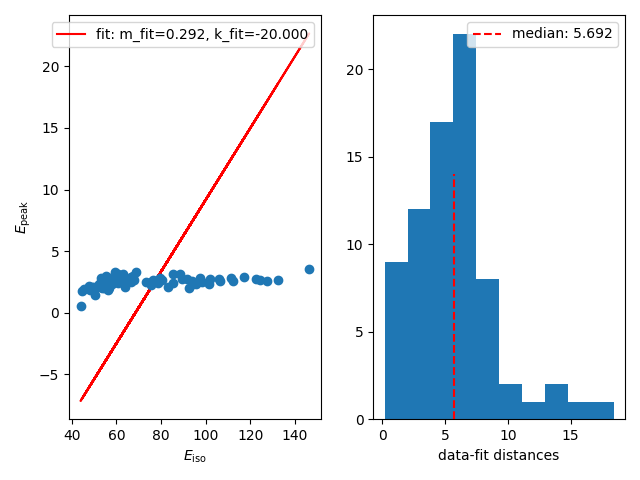 fit: m_fit=0.292, k_fit=-20.000
median: 5.692
20
15
10
5
0
−5
E_peak
40 60 80 100 120 140
E_iso
20
15
10
5
0
0 5 10 15
data-fit distances